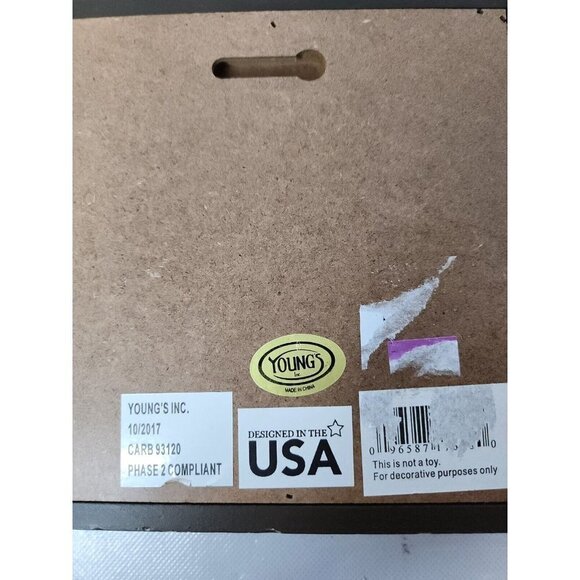 YOUNG'S
Inc
MADE IN CHINA
YOUNG'S INC.
10/2017
CARB 93120
PHASE 2 COMPLIANT
DESIGNED IN THE
USA
This is not a toy.
For decorative purposes only